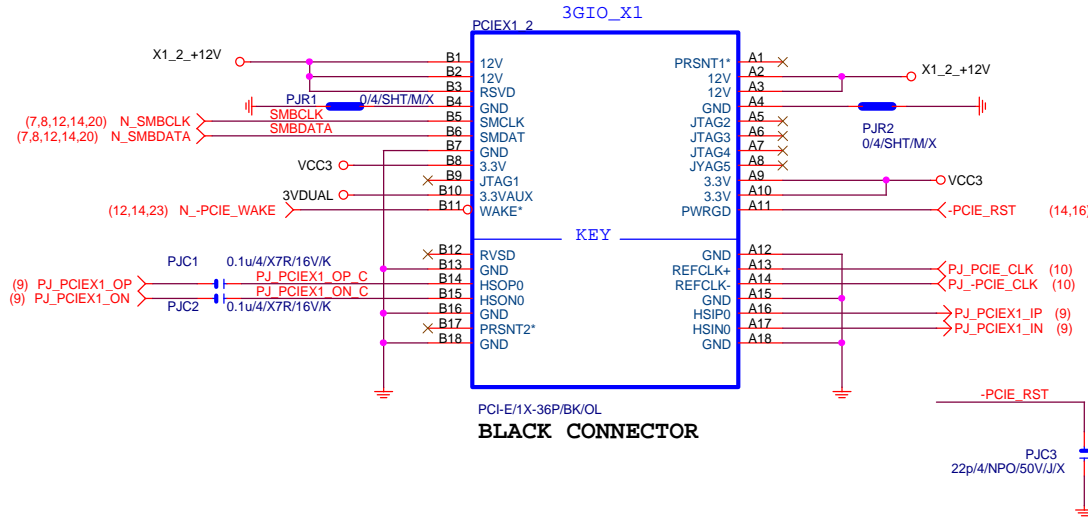 3GIO_X1
PCIEX1_2
X1_2_+12V
B1 12V PRSNT1* A1
B2 12V 12V A2
X1_2_+12V
B3 RSVD 12V A3
PJR1 0/4/SHT/M/X B4 GND GND A4
(7,8,12,14,20) N_SMBCLK SMBCLK B5 SMCLK JTAG2 A5
(7,8,12,14,20) N_SMBDATA SMBDATA B6 SMDAT JTAG3 A6
PJR2
0/4/SHT/M/X
B7 GND JTAG4 A7
VCC3 B8 3.3V JYAG5 A8
B9 JTAG1 3.3V A9 VCC3
3VDUAL B10 3.3VAUX 3.3V A10
(12,14,23) N_-PCIE_WAKE B11 WAKE* PWRGD A11 -PCIE_RST (14,16)
KEY
B12 RVSD GND A12
PJC1 0.1u/4/X7R/16V/K B13 GND REFCLK+ A13 PJ_PCIE_CLK (10)
(9) PJ_PCIEX1_OP PJ_PCIEX1_OP_C B14 HSOP0 REFCLK- A14 PJ_-PCIE_CLK (10)
(9) PJ_PCIEX1_ON PJ_PCIEX1_ON_C B15 HSON0 GND A15
PJC2 0.1u/4/X7R/16V/K B16 GND HSIP0 A16 PJ_PCIEX1_IP (9)
B17 PRSNT2* HSIN0 A17 PJ_PCIEX1_IN (9)
B18 GND GND A18
PCI-E/1X-36P/BK/OL
BLACK CONNECTOR
-PCIE_RST
PJC3
22p/4/NPO/50V/J/X